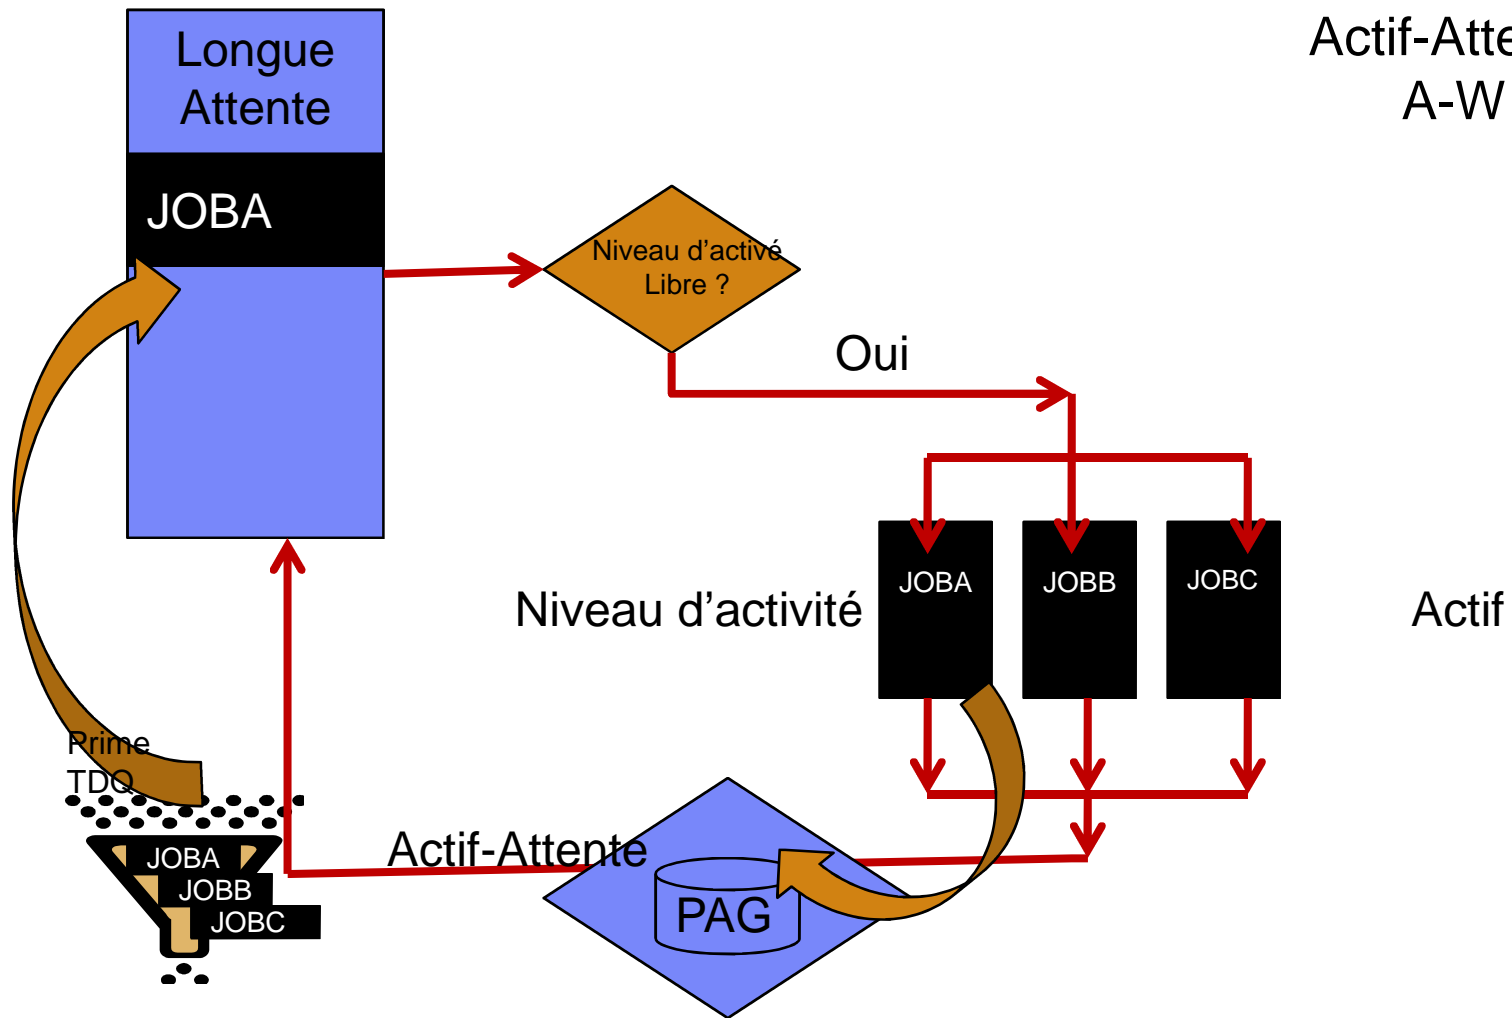 Longue
Attente
Actif-Atte
A-W
JOBA
Niveau d’activé
Libre ?
Oui
JOBA
JOBB
JOBC
Niveau d’activité
Actif
Prime
TDQ
Actif-Attente
JOBA
JOBB
JOBC
PAG